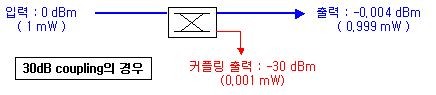 입력 : 0 dBm
( 1 mW )
출력 : -0,004 dBm
( 0,999 mW )
30dB coupling의 경우
커플링 출력 : -30 dBm
(0,001 mW)